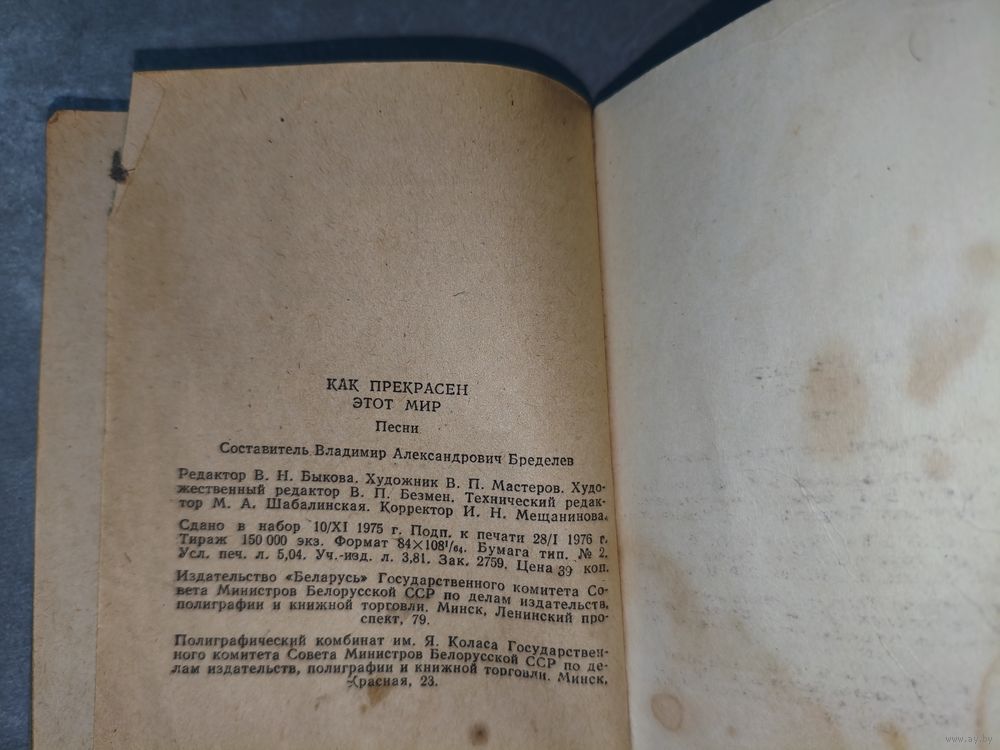 КАК ПРЕКРАСЕН
ЭТОТ МИР
Песни
Составитель Владимир Александрович Бределев
Редактор В. Н. Быкова. Художник В. П. Мастеров. Худо-
жественный редактор В. П. Безмен. Технический редак-
тор М. А. Шабалинская. Корректор И. Н. Мещанинова.
Сдано в набор 10/XI 1975 г. Подп. к печати 28/I 1976 г.
Тираж 150 000 экз. Формат 84×108¹/₆₄. Бумага тип. № 2.
Усл. печ. л. 5,04. Уч.-изд. л. 3,81. Зак. 2759. Цена 39 коп.
Издательство «Беларусь» Государственного комитета Со-
вета Министров Белорусской ССР по делам издательств,
полиграфии и книжной торговли. Минск, Ленинский про-
спект, 79.
Полиграфический комбинат им. Я. Коласа Государствен-
ного комитета Совета Министров Белорусской ССР по де-
лам издательств, полиграфии и книжной торговли. Минск,
Красная, 23.
www.ay.by